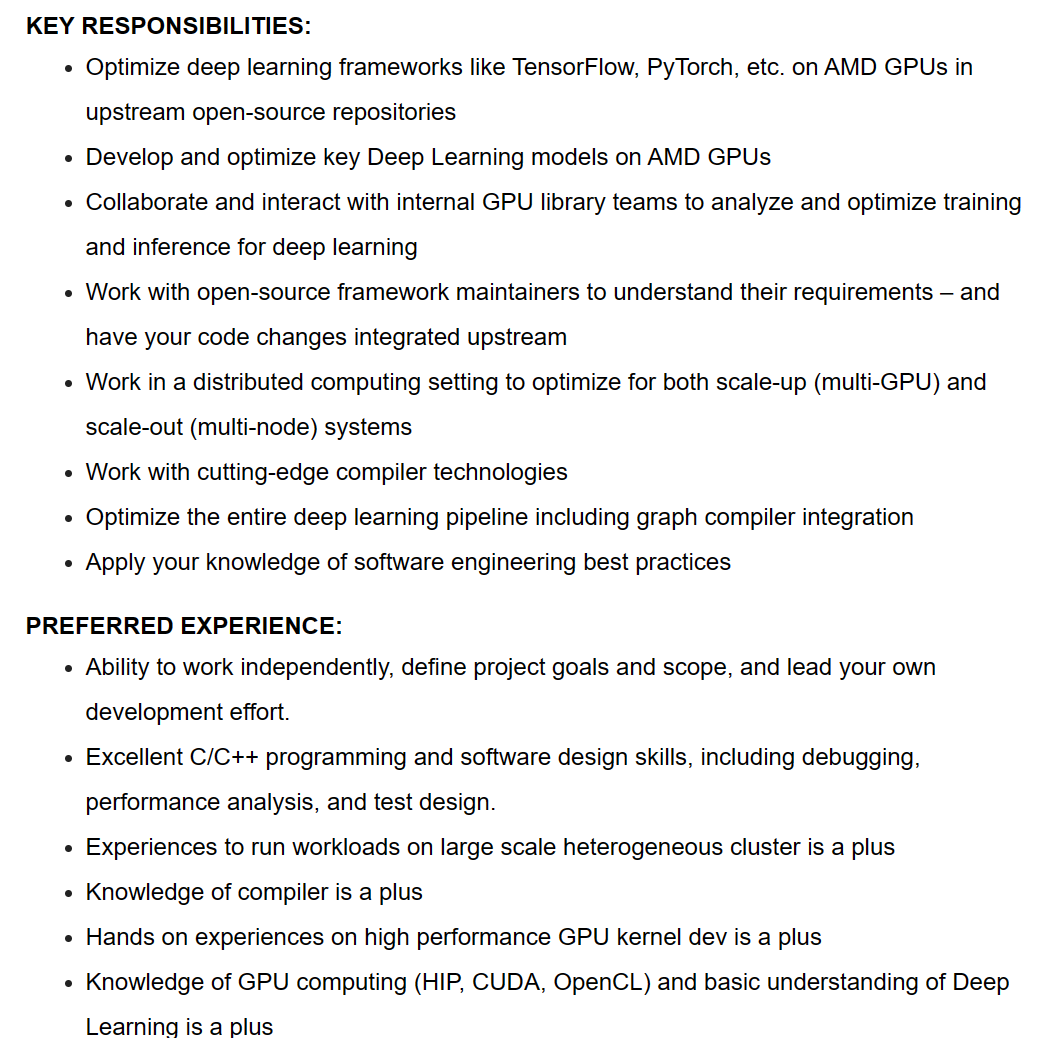 KEY RESPONSIBILITIES:
• Optimize deep learning frameworks like TensorFlow, PyTorch, etc. on AMD GPUs in
upstream open-source repositories
• Develop and optimize key Deep Learning models on AMD GPUs
• Collaborate and interact with internal GPU library teams to analyze and optimize training
and inference for deep learning
• Work with open-source framework maintainers to understand their requirements – and
have your code changes integrated upstream
• Work in a distributed computing setting to optimize for both scale-up (multi-GPU) and
scale-out (multi-node) systems
• Work with cutting-edge compiler technologies
• Optimize the entire deep learning pipeline including graph compiler integration
• Apply your knowledge of software engineering best practices
PREFERRED EXPERIENCE:
• Ability to work independently, define project goals and scope, and lead your own
development effort.
• Excellent C/C++ programming and software design skills, including debugging,
performance analysis, and test design.
• Experiences to run workloads on large scale heterogeneous cluster is a plus
• Knowledge of compiler is a plus
• Hands on experiences on high performance GPU kernel dev is a plus
• Knowledge of GPU computing (HIP, CUDA, OpenCL) and basic understanding of Deep
Learning is a plus